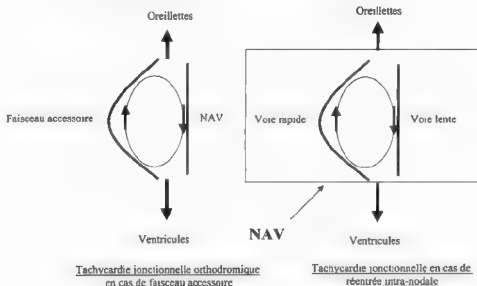 Oreillettes
Faisceau accessoire
NAV
Ventricules
Tachycardie jonctionnelle orthodromique
en cas de faisceau accessoire
Oreillettes
Voie rapide
Voie lente
NAV
Ventricules
Tachycardie jonctionnelle en cas de
réentrée intra-nodale